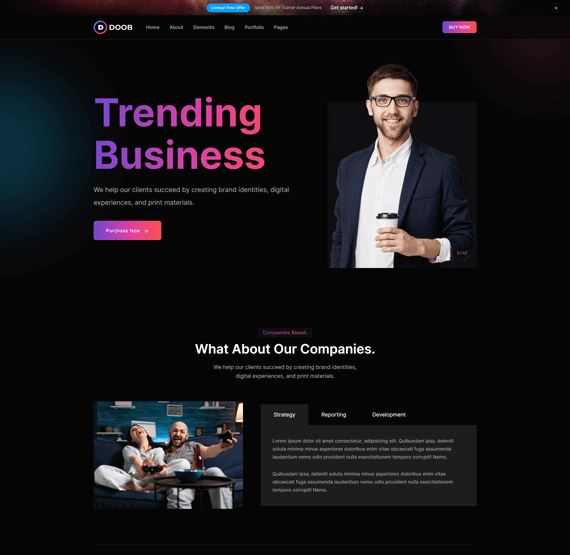 Limited Time Offer Save 50% off Starter Annual Plans Get started! →
D DOOB Home About Elements Blog Portfolio Pages BUY NOW
Trending
Business
We help our clients succeed by creating brand identities, digital
experiences, and print materials.
Purchase Now →
Companies About.
What About Our Companies.
We help our clients succeed by creating brand identities,
digital experiences, and print materials.
Strategy Reporting Development
Lorem ipsum dolor sit amet consectetur, adipisicing elit. Quibusdam ipsa, deleniti
soluta minima minus asperiores doloribus enim vitae obcaecati fuga assumenda
laudantium nemo odio provident nulla exercitationem tempore corrupti! Nemo.
Quibusdam ipsa, deleniti soluta minima minus asperiores doloribus enim vitae
obcaecati fuga assumenda laudantium nemo odio provident nulla exercitationem
tempore corrupti! Nemo.